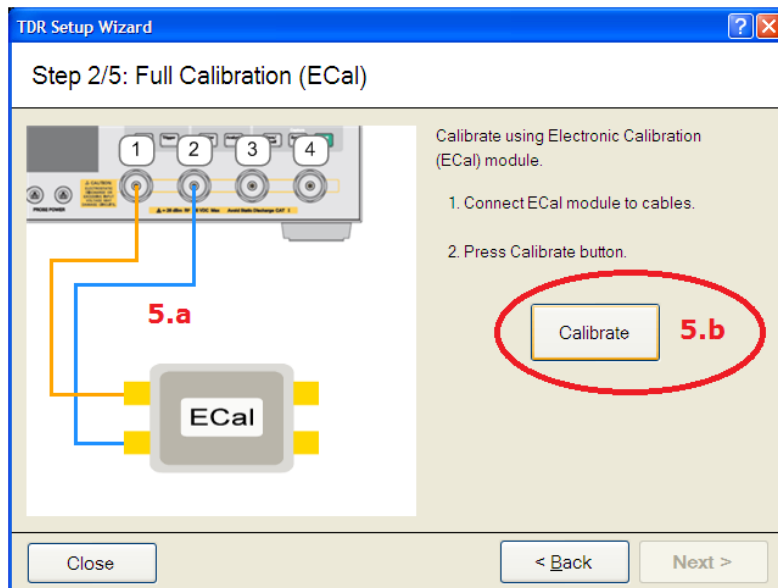 TDR Setup Wizard
Step 2/5: Full Calibration (ECal)
Calibrate using Electronic Calibration
(ECal) module.
1. Connect ECal module to cables.
2. Press Calibrate button.
1
2
3
4
PROBE POWER
5.a
ECal
Calibrate
5.b
Close
< Back
Next >